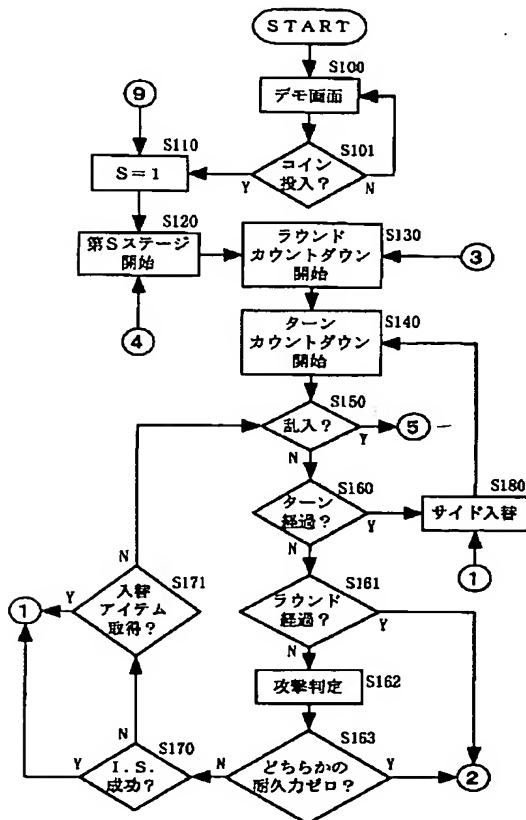 START
S100
デモ画面
⑨
S110
S=1
S101
コイン
投入?
Y
N
S120
第Sステージ
開始
S130
ラウンド
カウントダウン
開始
③
④
S140
ターン
カウントダウン
開始
S150
乱入?
Y
⑤
N
S160
ターン
経過?
Y
S180
サイド入替
①
N
N
S171
入替
アイテム
取得?
Y
①
S161
ラウンド
経過?
Y
N
S162
攻撃判定
N
S170
I.S.
成功?
Y
N
S163
どちらかの
耐久力ゼロ?
Y
②